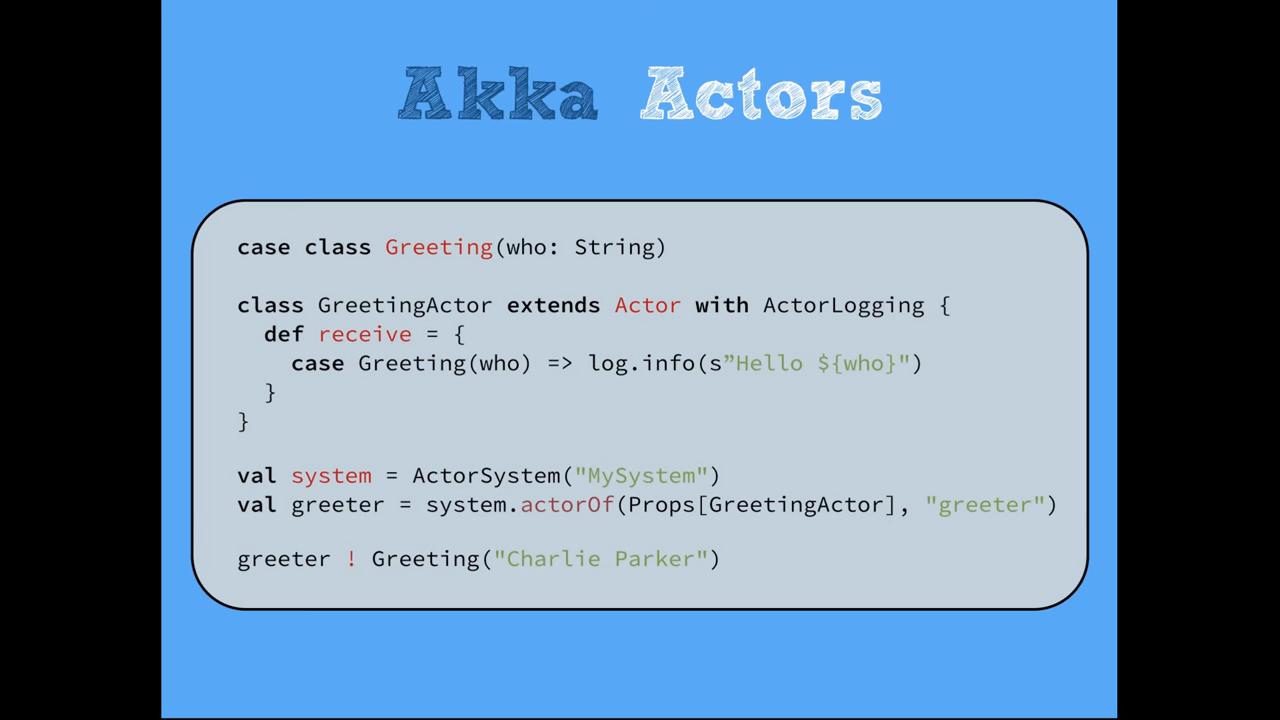 Akka Actors
case class Greeting(who: String)
class GreetingActor extends Actor with ActorLogging {
  def receive = {
    case Greeting(who) => log.info(s”Hello ${who}")
  }
}
val system = ActorSystem("MySystem")
val greeter = system.actorOf(Props[GreetingActor], "greeter")
greeter ! Greeting("Charlie Parker")